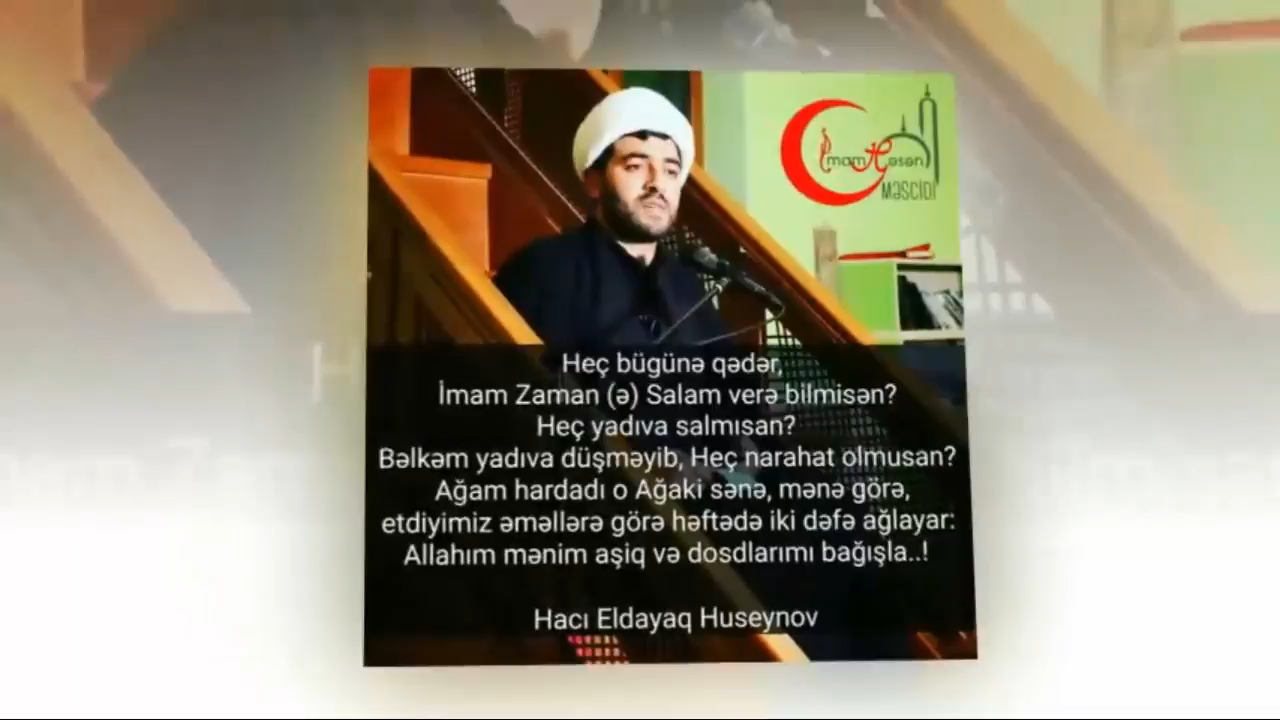 İmam Həsən
MƏSCİDİ
Heç bügünə qədər,
İmam Zaman (ə) Salam verə bilmisən?
Heç yadıva salmısan?
Bəlkəm yadıva düşməyib, Heç narahat olmusan?
Ağam hardadı o Ağaki sənə, mənə görə,
etdiyimiz əməllərə görə həftədə iki dəfə ağlayar:
Allahım mənim aşiq və dosdlarımı bağışla..!
Hacı Eldayaq Huseynov